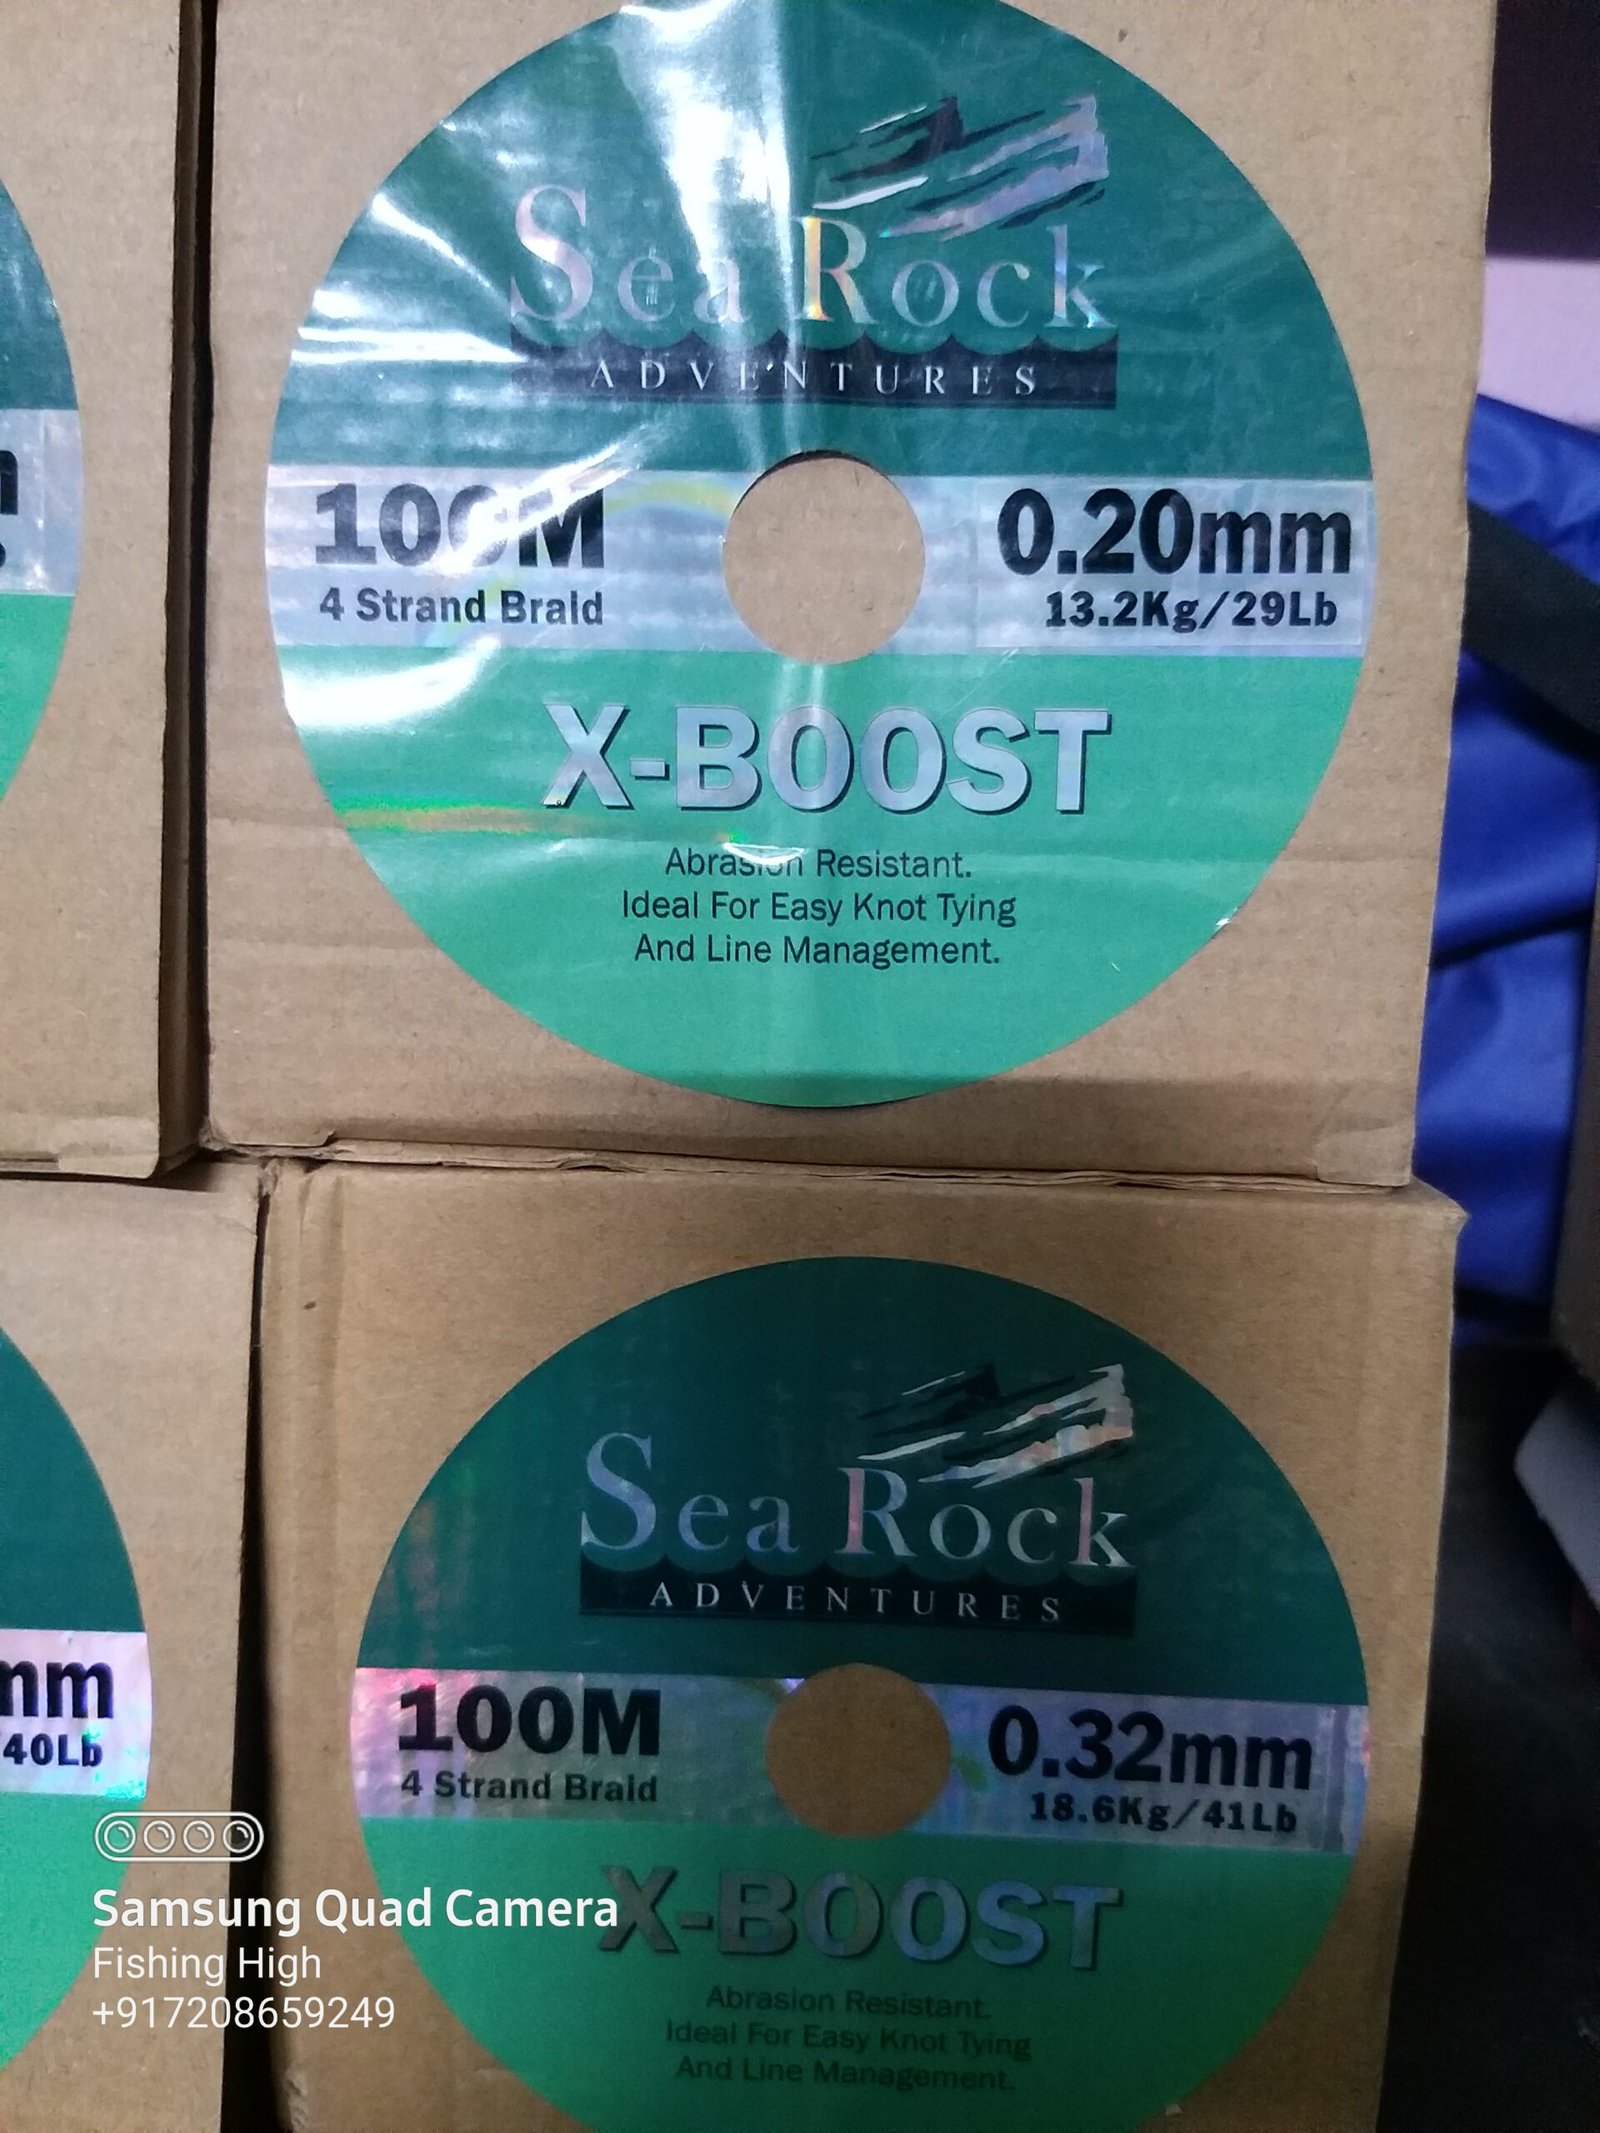 Sea Rock
ADVENTURES
100M
4 Strand Braid
0.20mm
13.2Kg/29Lb
X-BOOST
Abrasion Resistant.
Ideal For Easy Knot Tying
And Line Management.
Sea Rock
ADVENTURES
mm
40Lb
100M
4 Strand Braid
0.32mm
18.6Kg/41Lb
X-BOOST
Abrasion Resistant.
Ideal For Easy Knot Tying
And Line Management.
Samsung Quad Camera
Fishing High
+917208659249